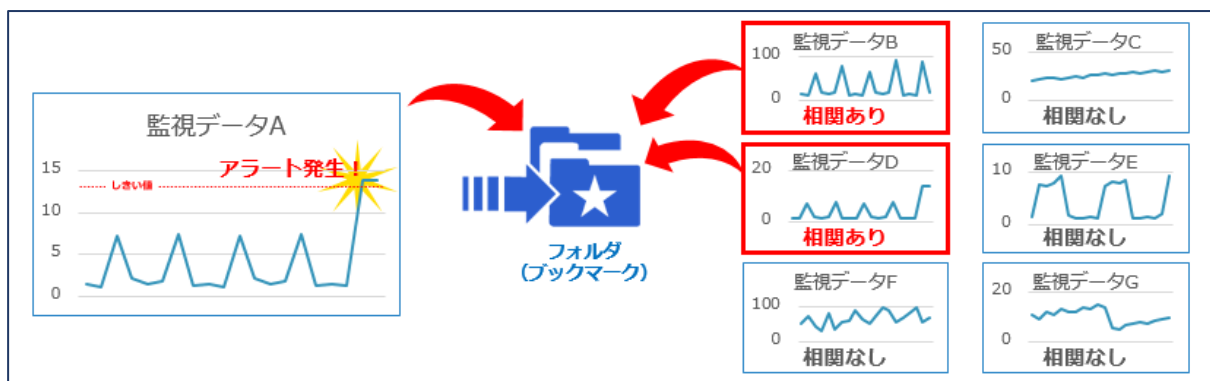 監視データA
アラート発生！
しきい値
15
10
5
0
フォルダ
（ブックマーク）
監視データB
100
0
相関あり
監視データC
50
0
相関なし
監視データD
20
0
相関あり
監視データE
10
0
相関なし
監視データF
100
0
相関なし
監視データG
20
0
相関なし